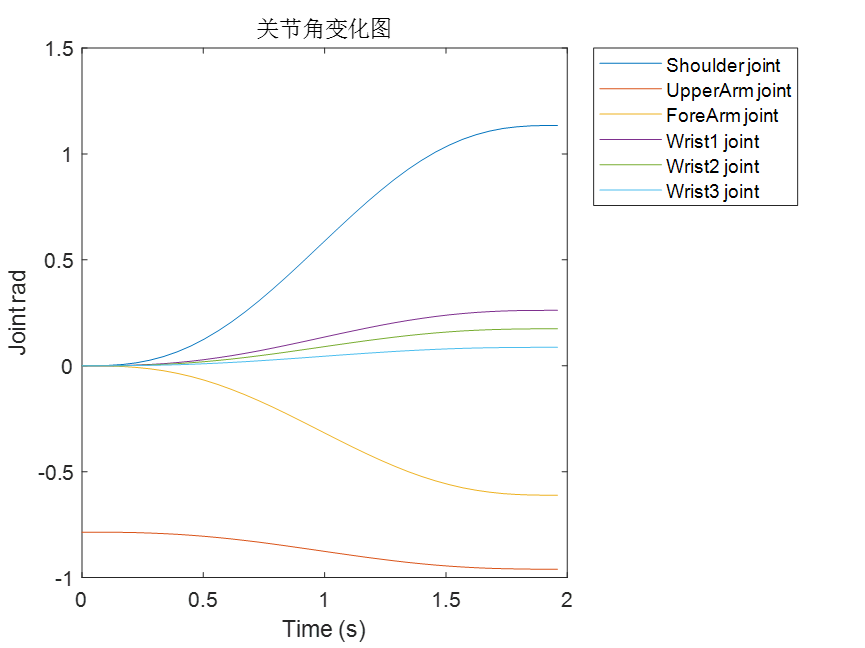 关节角变化图
1.5
1
0.5
0
-0.5
-1
Joint rad
0 0.5 1 1.5 2
Time (s)
Shoulder joint
UpperArm joint
ForeArm joint
Wrist1 joint
Wrist2 joint
Wrist3 joint